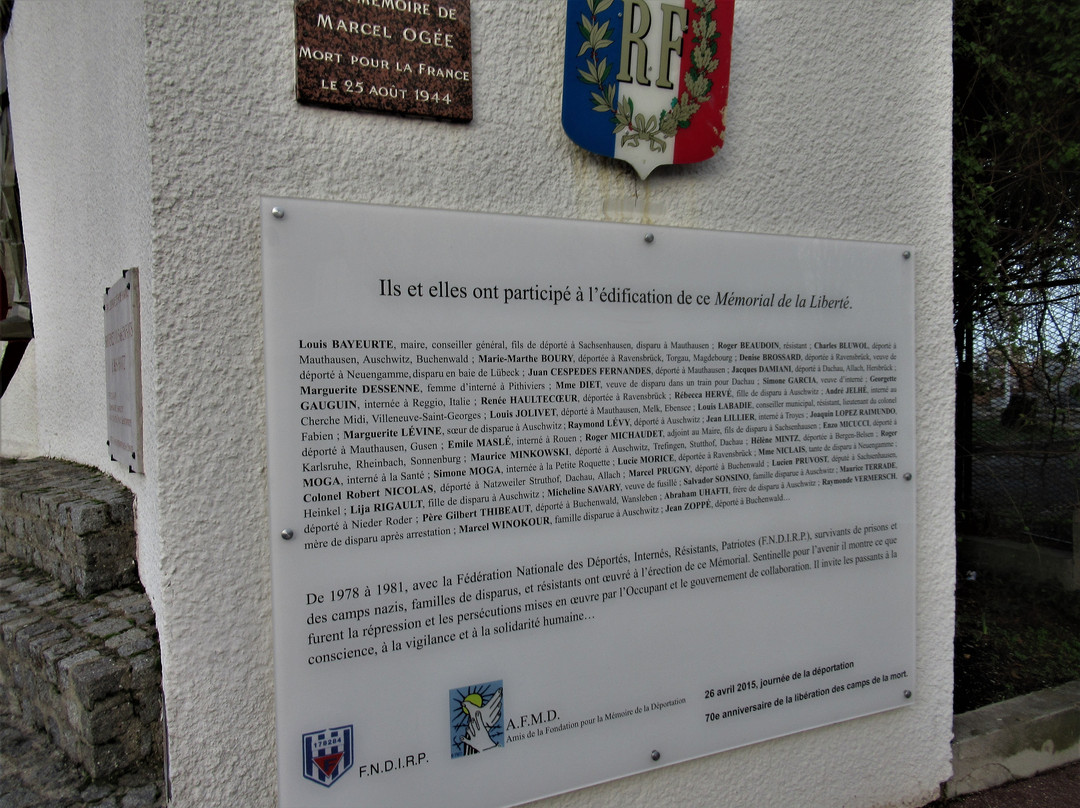 MÉMOIRE DE
MARCEL OGÉE
MORT POUR LA FRANCE
LE 25 AOÛT 1944
RF
Ils et elles ont participé à l'édification de ce Mémorial de la Liberté.
Louis BAYEURTE, maire, conseiller général, fils de déporté à Sachsenhausen, disparu à Mauthausen ; Roger BEAUDOIN, résistant ; Charles BLUWOL, déporté à
Mauthausen, Auschwitz, Buchenwald ; Marie-Marthe BOURY, déportée à Ravensbrück, Torgau, Magdebourg ; Denise BROSSARD, déportée à Ravensbrück, veuve de
déporté à Neuengamme, disparu en baie de Lübeck ; Juan CESPEDES FERNANDES, déporté à Mauthausen ; Jacques DAMIANI, déporté à Dachau, Allach, Hersbrück ;
Marguerite DESSENNE, femme d'interné à Pithiviers ; Mme DIET, veuve de disparu dans un train pour Dachau ; Simone GARCIA, veuve d'interné ; Georgette
GAUGUIN, internée à Reggio, Italie ; Renée HAULTECŒUR, déportée à Ravensbrück ; Rébecca HERVÉ, fille de disparu à Auschwitz ; André JELHÉ, interné au
Cherche Midi, Villeneuve-Saint-Georges ; Louis JOLIVET, déporté à Mauthausen, Melk, Ebensee ; Louis LABADIE, conseiller municipal, résistant, lieutenant du colonel
Fabien ; Marguerite LÉVINE, sœur de disparue à Auschwitz ; Raymond LÉVY, déporté à Auschwitz ; Jean LILLIER, interné à Troyes ; Joaquin LOPEZ RAIMUNDO,
déporté à Mauthausen, Gusen ; Emile MASLÉ, interné à Rouen ; Roger MICHAUDET, adjoint au Maire, fils de disparu à Sachsenhausen ; Enzo MICUCCI, déporté à
Karlsruhe, Rheinbach, Sonnenburg ; Maurice MINKOWSKI, déporté à Auschwitz, Trefingen, Stutthof, Dachau ; Hélène MINTZ, déportée à Bergen-Belsen ; Roger
MOGA, interné à la Santé ; Simone MOGA, internée à la Petite Roquette ; Lucie MORICE, déportée à Ravensbrück ; Mme NICLAIS, tante de disparu à Neuengamme ;
Colonel Robert NICOLAS, déporté à Natzweiler Struthof, Dachau, Allach ; Marcel PRUGNY, déporté à Buchenwald ; Lucien PRUVOST, député à Sachsenhausen,
Heinkel ; Lija RIGAULT, fille de disparu à Auschwitz ; Micheline SAVARY, veuve de fusillé ; Salvador SONSINO, famille disparue à Auschwitz ; Maurice TERRADE,
déporté à Nieder Roder ; Père Gilbert THIBEAUT, déporté à Buchenwald, Wansleben ; Abraham UHAFTI, frère de disparu à Auschwitz ; Raymonde VERMERSCH,
mère de disparu après arrestation ; Marcel WINOKOUR, famille disparue à Auschwitz ; Jean ZOPPÉ, déporté à Buchenwald...
De 1978 à 1981, avec la Fédération Nationale des Déportés, Internés, Résistants, Patriotes (F.N.D.I.R.P.), survivants de prisons et
des camps nazis, familles de disparus, et résistants ont œuvré à l'érection de ce Mémorial. Sentinelle pour l'avenir il montre ce que
furent la répression et les persécutions mises en œuvre par l'Occupant et le gouvernement de collaboration. Il invite les passants à la
conscience, à la vigilance et à la solidarité humaine...
178284
F
F.N.D.I.R.P.
A.F.M.D.
Amis de la Fondation pour la Mémoire de la Déportation
26 avril 2015, journée de la déportation
70e anniversaire de la libération des camps de la mort.